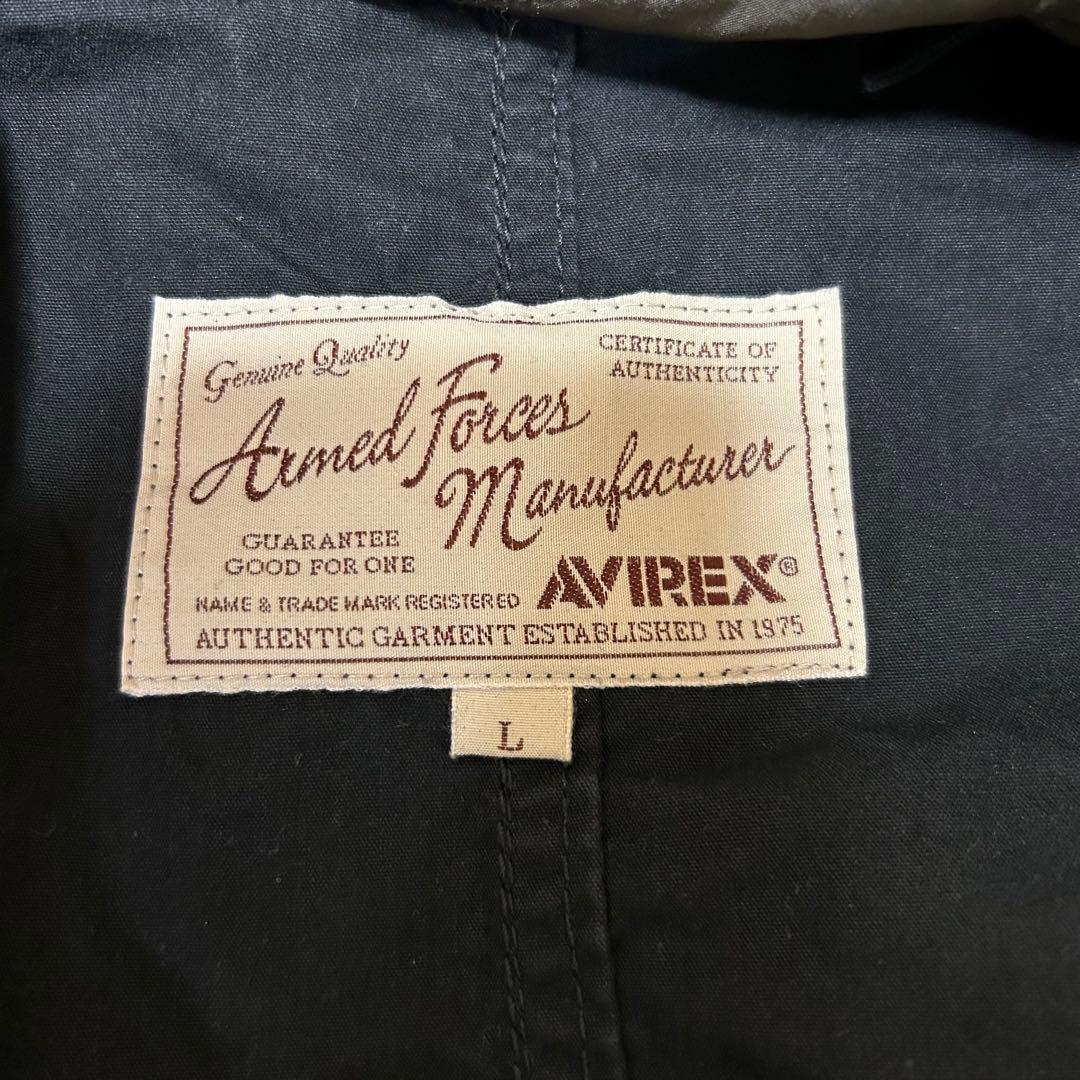 Genuine Quality
CERTIFICATE OF
AUTHENTICITY
Armed Forces
Manufacturer
GUARANTEE
GOOD FOR ONE
NAME & TRADE MARK REGISTERED
AVIREX®
AUTHENTIC GARMENT ESTABLISHED IN 1975
L